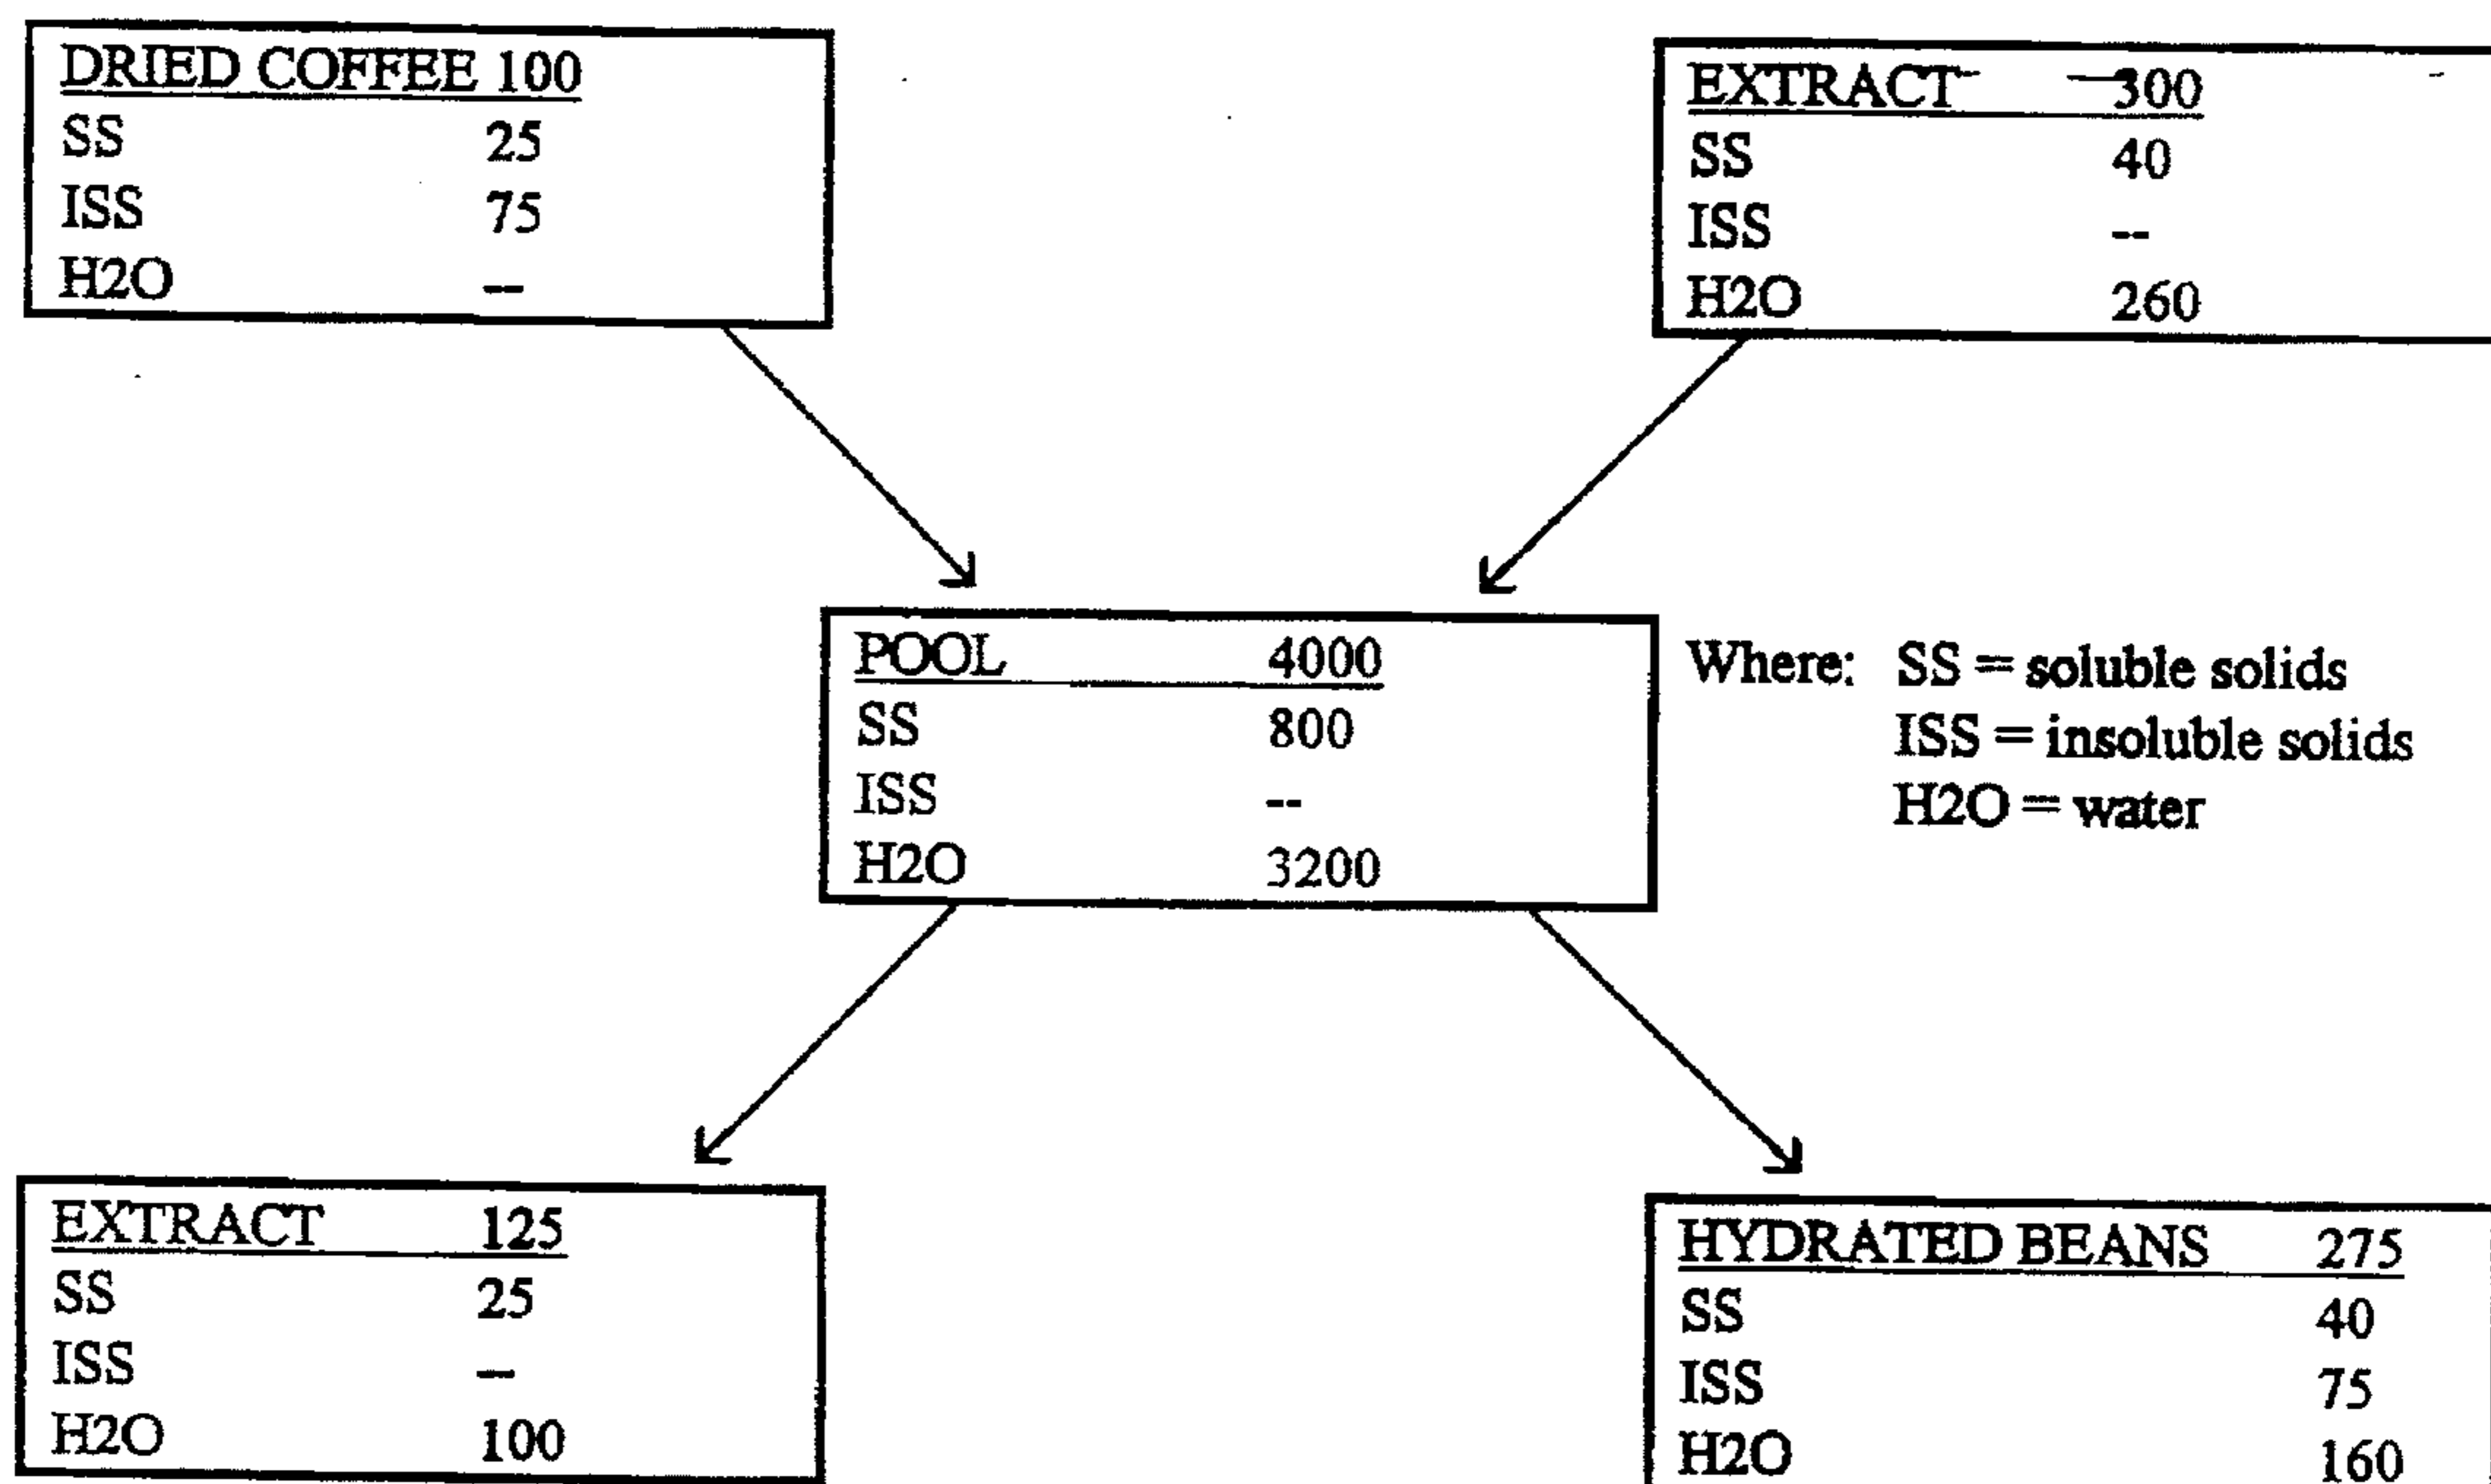 DRIED COFFEE 100
SS 25
ISS 75
H2O --
EXTRACT 300
SS 40
ISS --
H2O 260
POOL 4000
SS 800
ISS --
H2O 3200
Where: SS = soluble solids
ISS = insoluble solids
H2O = water
EXTRACT 125
SS 25
ISS --
H2O 100
HYDRATED BEANS 275
SS 40
ISS 75
H2O 160